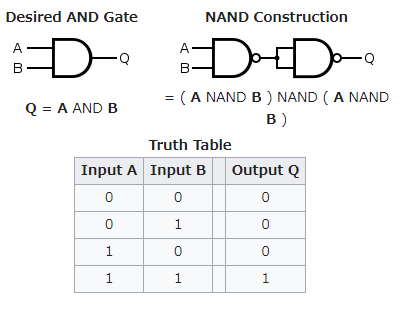 Desired AND Gate
NAND Construction
A
B
Q
A
B
Q
Q = A AND B
= ( A NAND B ) NAND ( A NAND
B )
Truth Table
Input A Input B Output Q
0 0 0
0 1 0
1 0 0
1 1 1